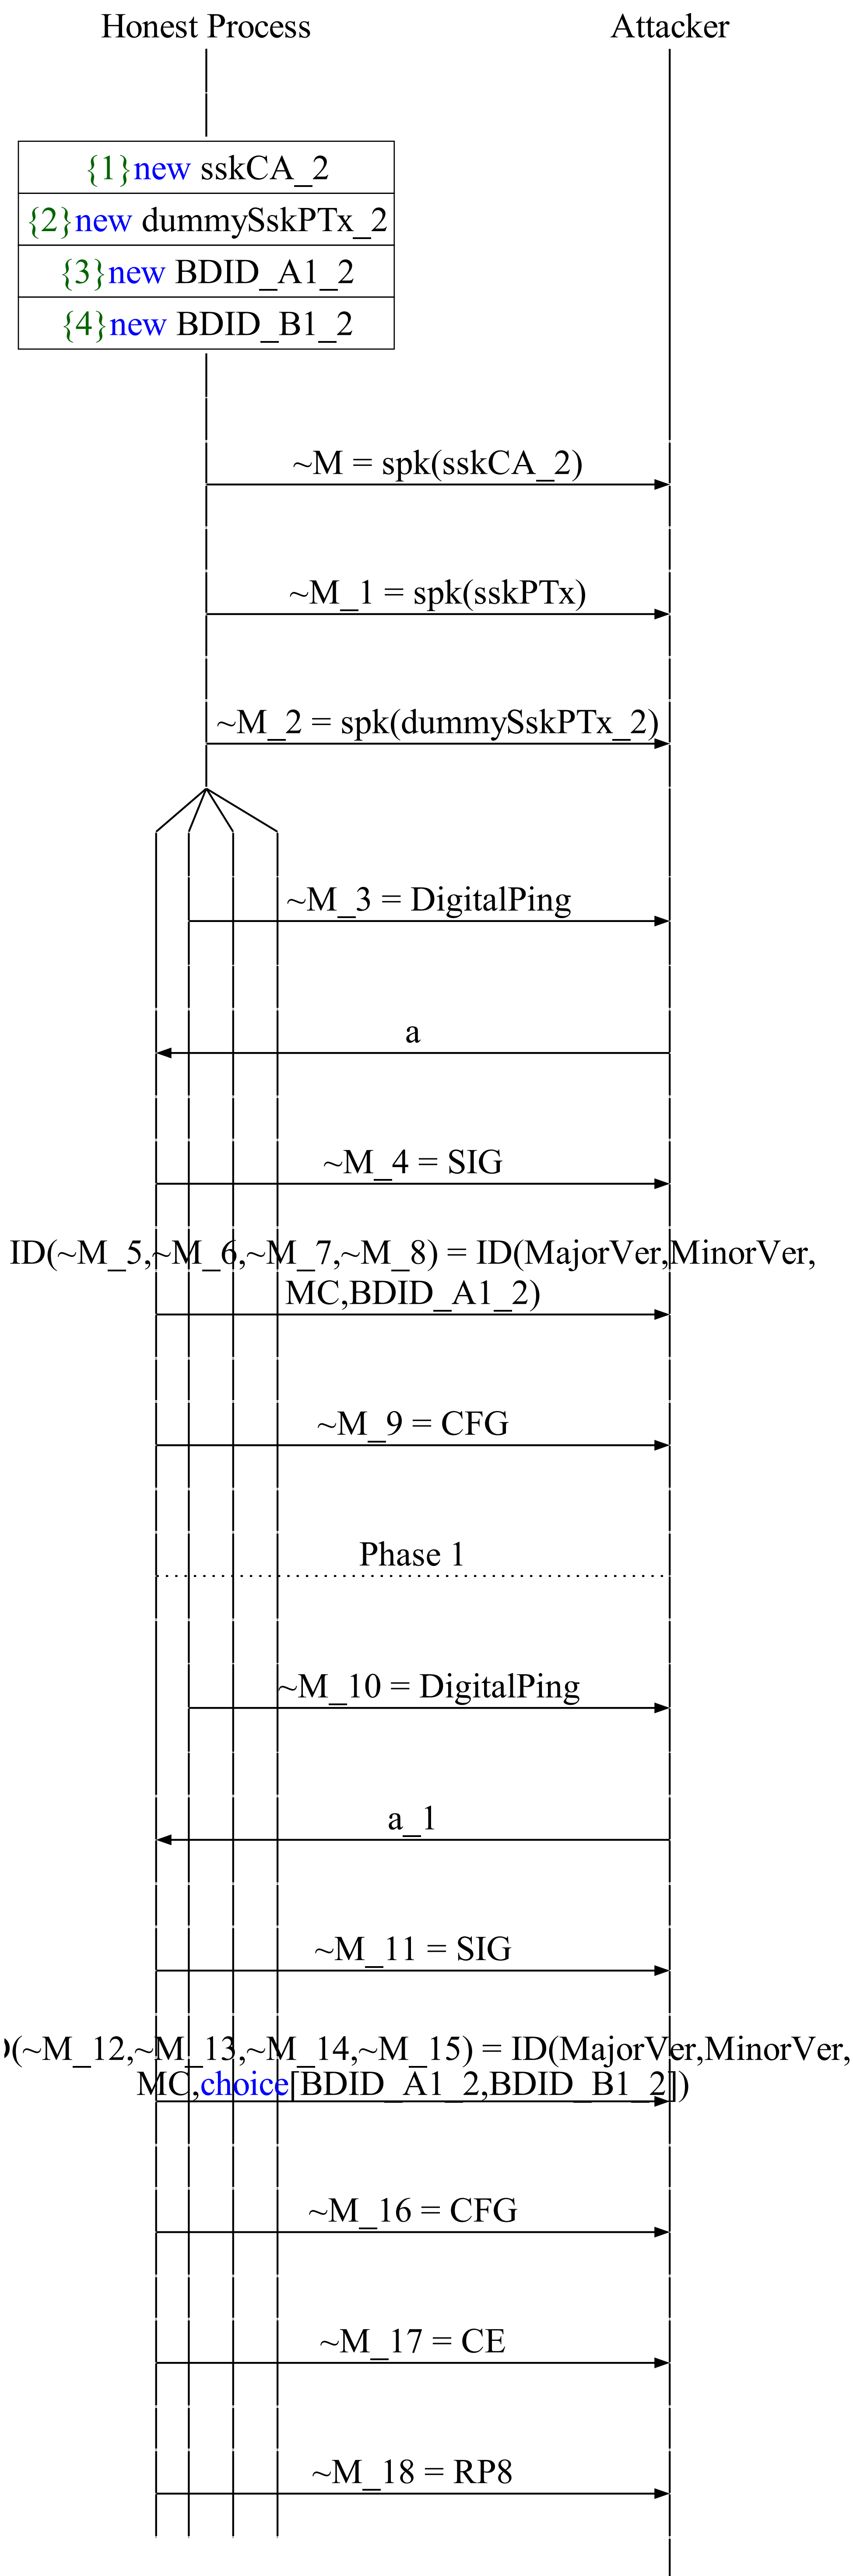 Honest Process
Attacker
{1}new sskCA_2
{2}new dummySskPTx_2
{3}new BDID_A1_2
{4}new BDID_B1_2
~M = spk(sskCA_2)
~M_1 = spk(sskPTx)
~M_2 = spk(dummySskPTx_2)
~M_3 = DigitalPing
a
~M_4 = SIG
ID(~M_5,~M_6,~M_7,~M_8) = ID(MajorVer,MinorVer,
MC,BDID_A1_2)
~M_9 = CFG
Phase 1
~M_10 = DigitalPing
a_1
~M_11 = SIG
(~M_12,~M_13,~M_14,~M_15) = ID(MajorVer,MinorVer,
MC,choice[BDID_A1_2,BDID_B1_2])
~M_16 = CFG
~M_17 = CE
~M_18 = RP8